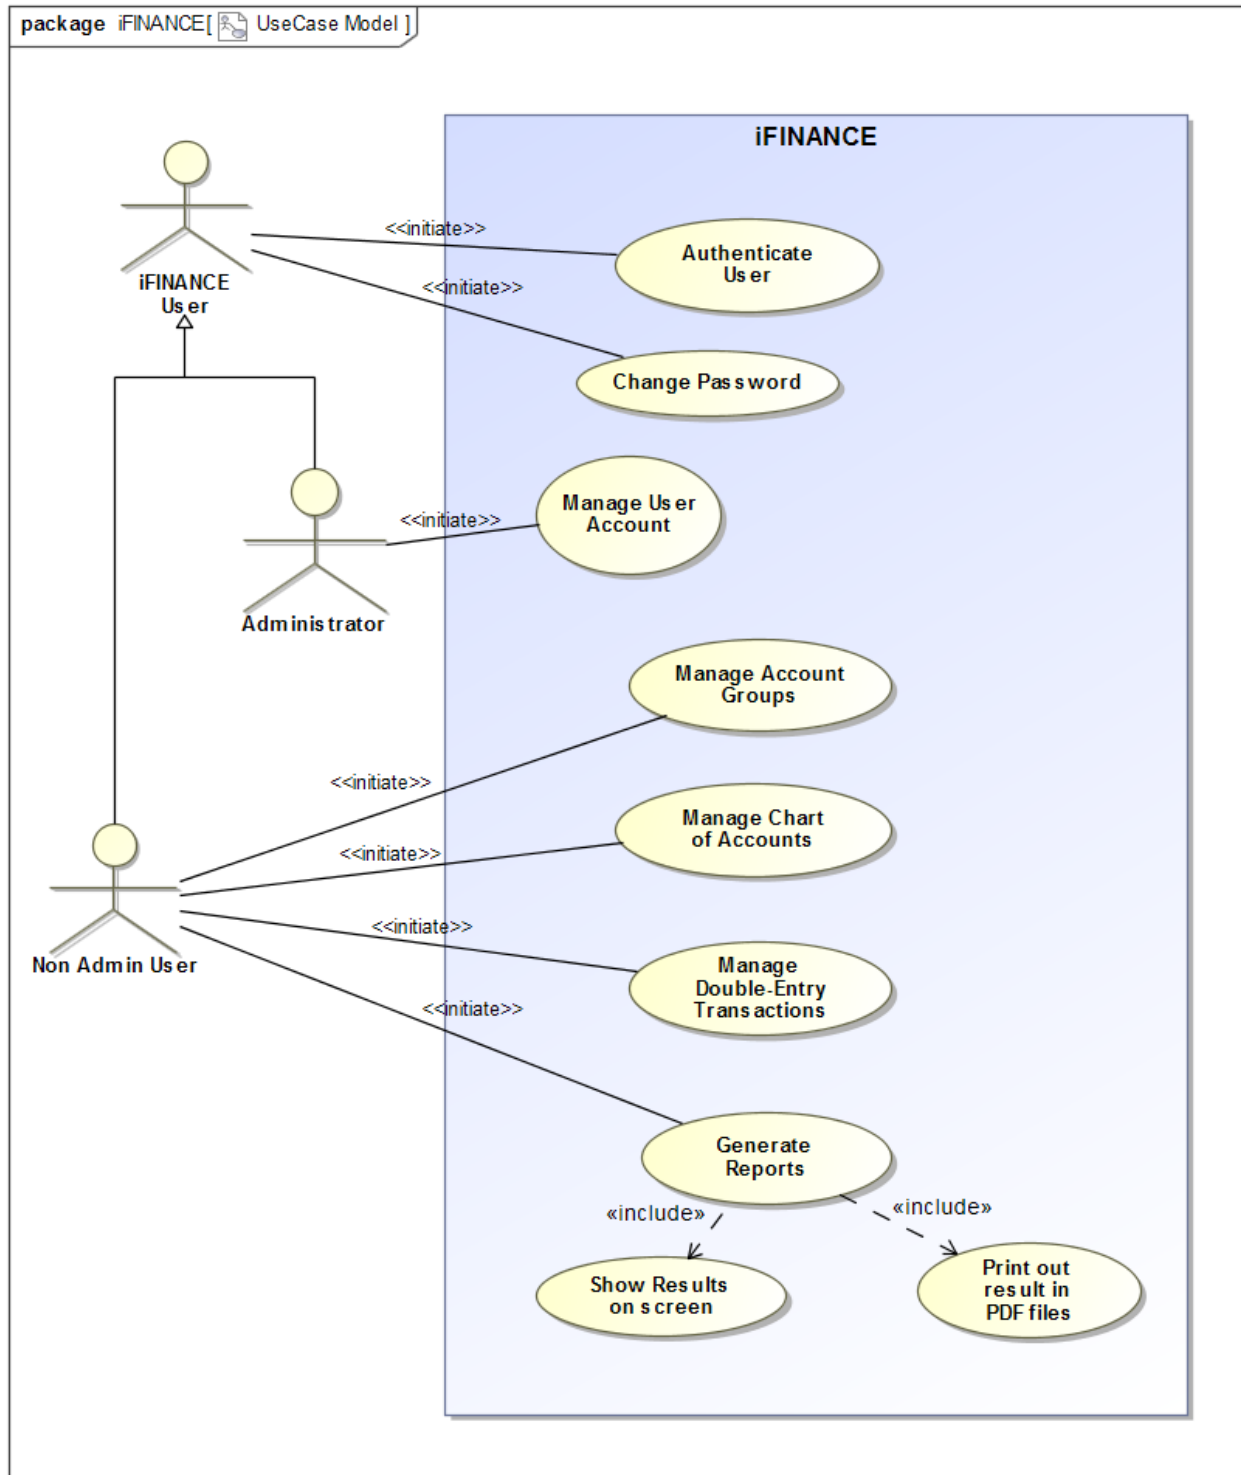 package iFINANCE[ UseCase Model ]
iFINANCE
iFINANCE
User
<<initiate>>
Authenticate
User
<<initiate>>
Change Password
Administrator
<<initiate>>
Manage User
Account
Non Admin User
<<initiate>>
Manage Account
Groups
<<initiate>>
Manage Chart
of Accounts
<<initiate>>
Manage
Double-Entry
Transactions
<<initiate>>
Generate
Reports
«include»
«include»
Show Results
on screen
Print out
result in
PDF files